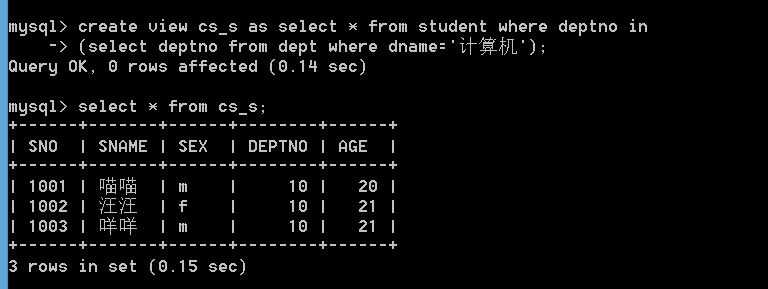 mysql> create view cs_s as select * from student where deptno in
    -> (select deptno from dept where dname='计算机');
Query OK, 0 rows affected (0.14 sec)
mysql> select * from cs_s;
+------+-------+------+--------+------+
| SNO  | SNAME | SEX  | DEPTNO | AGE  |
+------+-------+------+--------+------+
| 1001 | 喵喵  | m    |     10 |   20 |
| 1002 | 汪汪  | f    |     10 |   21 |
| 1003 | 咩咩  | m    |     10 |   21 |
+------+-------+------+--------+------+
3 rows in set (0.15 sec)